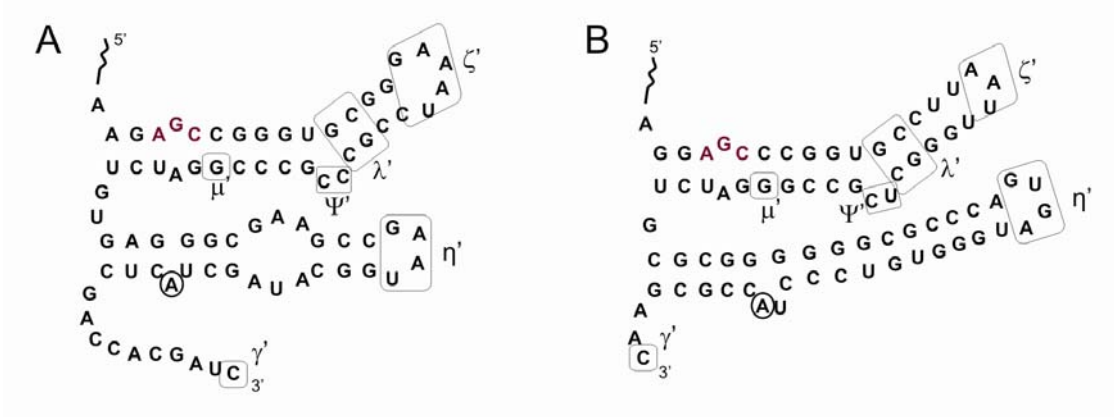 A B
5'
A
A G A G C C G G G U G C G G G A A A U ζ'
U C U A G G C C C G C C C G C C λ'
μ' Ψ'
G
U
G A G G G C G A A G C C G A
C U C A U C G A U A C G G U A η'
G
A
C C A C G A U C γ'
3'
5'
A
G G A G C C C G G U G C C U U A A U ζ'
U C U A G G G C C G C U C G G G U λ'
μ' Ψ'
G
C G C G G G G G G C G C C C A G U
G C G C C A U C C C U G U G G G U A G η'
A
A γ'
C 3'